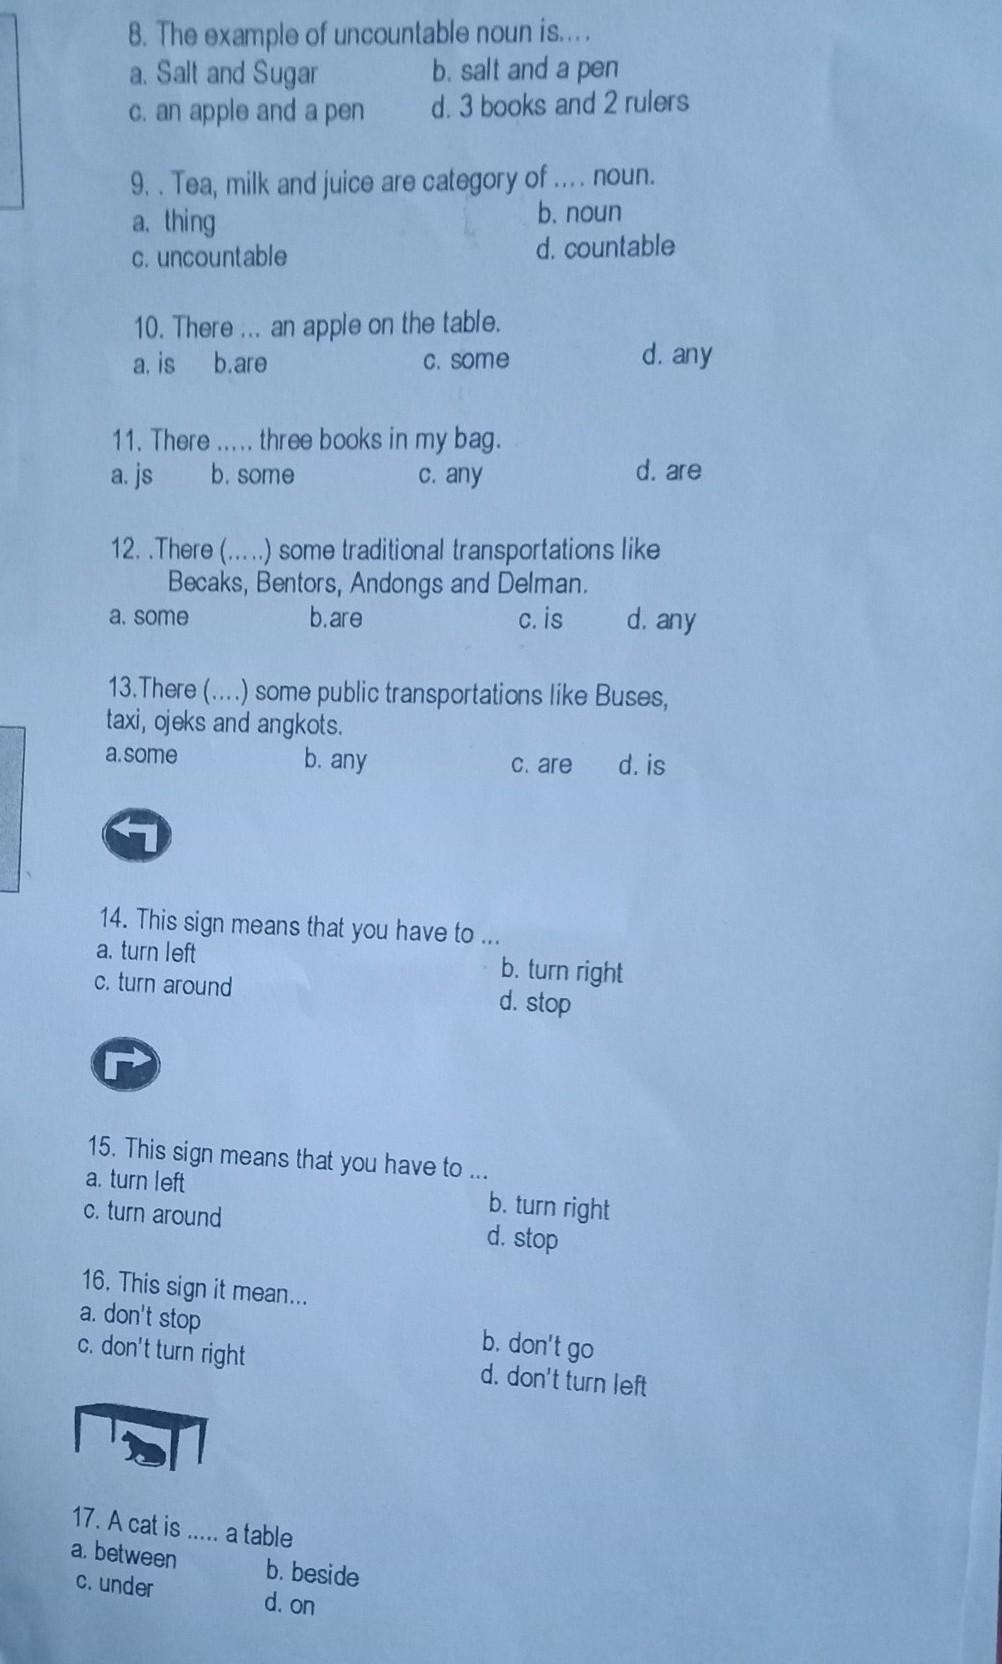 8. The example of uncountable noun is....
a. Salt and Sugar b. salt and a pen
c. an apple and a pen d. 3 books and 2 rulers
9. . Tea, milk and juice are category of .... noun.
a. thing b. noun
c. uncountable d. countable
10. There ... an apple on the table.
a. is b.are c. some d. any
11. There ..... three books in my bag.
a. js b. some c. any d. are
12. .There (.....) some traditional transportations like
Becaks, Bentors, Andongs and Delman.
a. some b.are c. is d. any
13.There (....) some public transportations like Buses,
taxi, ojeks and angkots.
a.some b. any c. are d. is
14. This sign means that you have to ...
a. turn left b. turn right
c. turn around d. stop
15. This sign means that you have to ...
a. turn left b. turn right
c. turn around d. stop
16. This sign it mean...
a. don't stop b. don't go
c. don't turn right d. don't turn left
17. A cat is ..... a table
a. between b. beside
c. under d. on